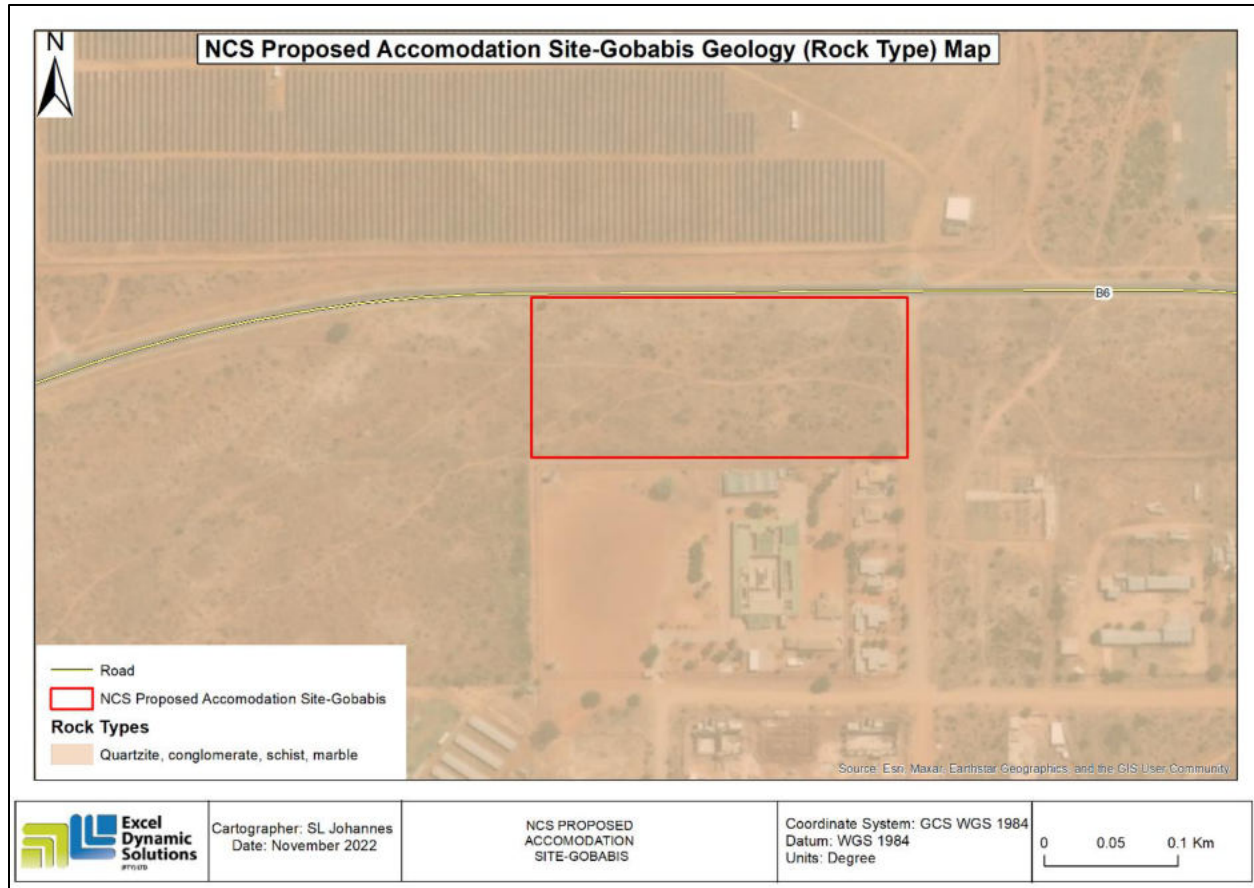 N
NCS Proposed Accomodation Site-Gobabis Geology (Rock Type) Map
B6
Road
NCS Proposed Accomodation Site-Gobabis
Rock Types
Quartzite, conglomerate, schist, marble
Source: Esri, Maxar, Earthstar Geographics, and the GIS User Community
Excel
Dynamic
Solutions
(PTY) LTD
Cartographer: SL Johannes
Date: November 2022
NCS PROPOSED
ACCOMODATION
SITE-GOBABIS
Coordinate System: GCS WGS 1984
Datum: WGS 1984
Units: Degree
0 0.05 0.1 Km